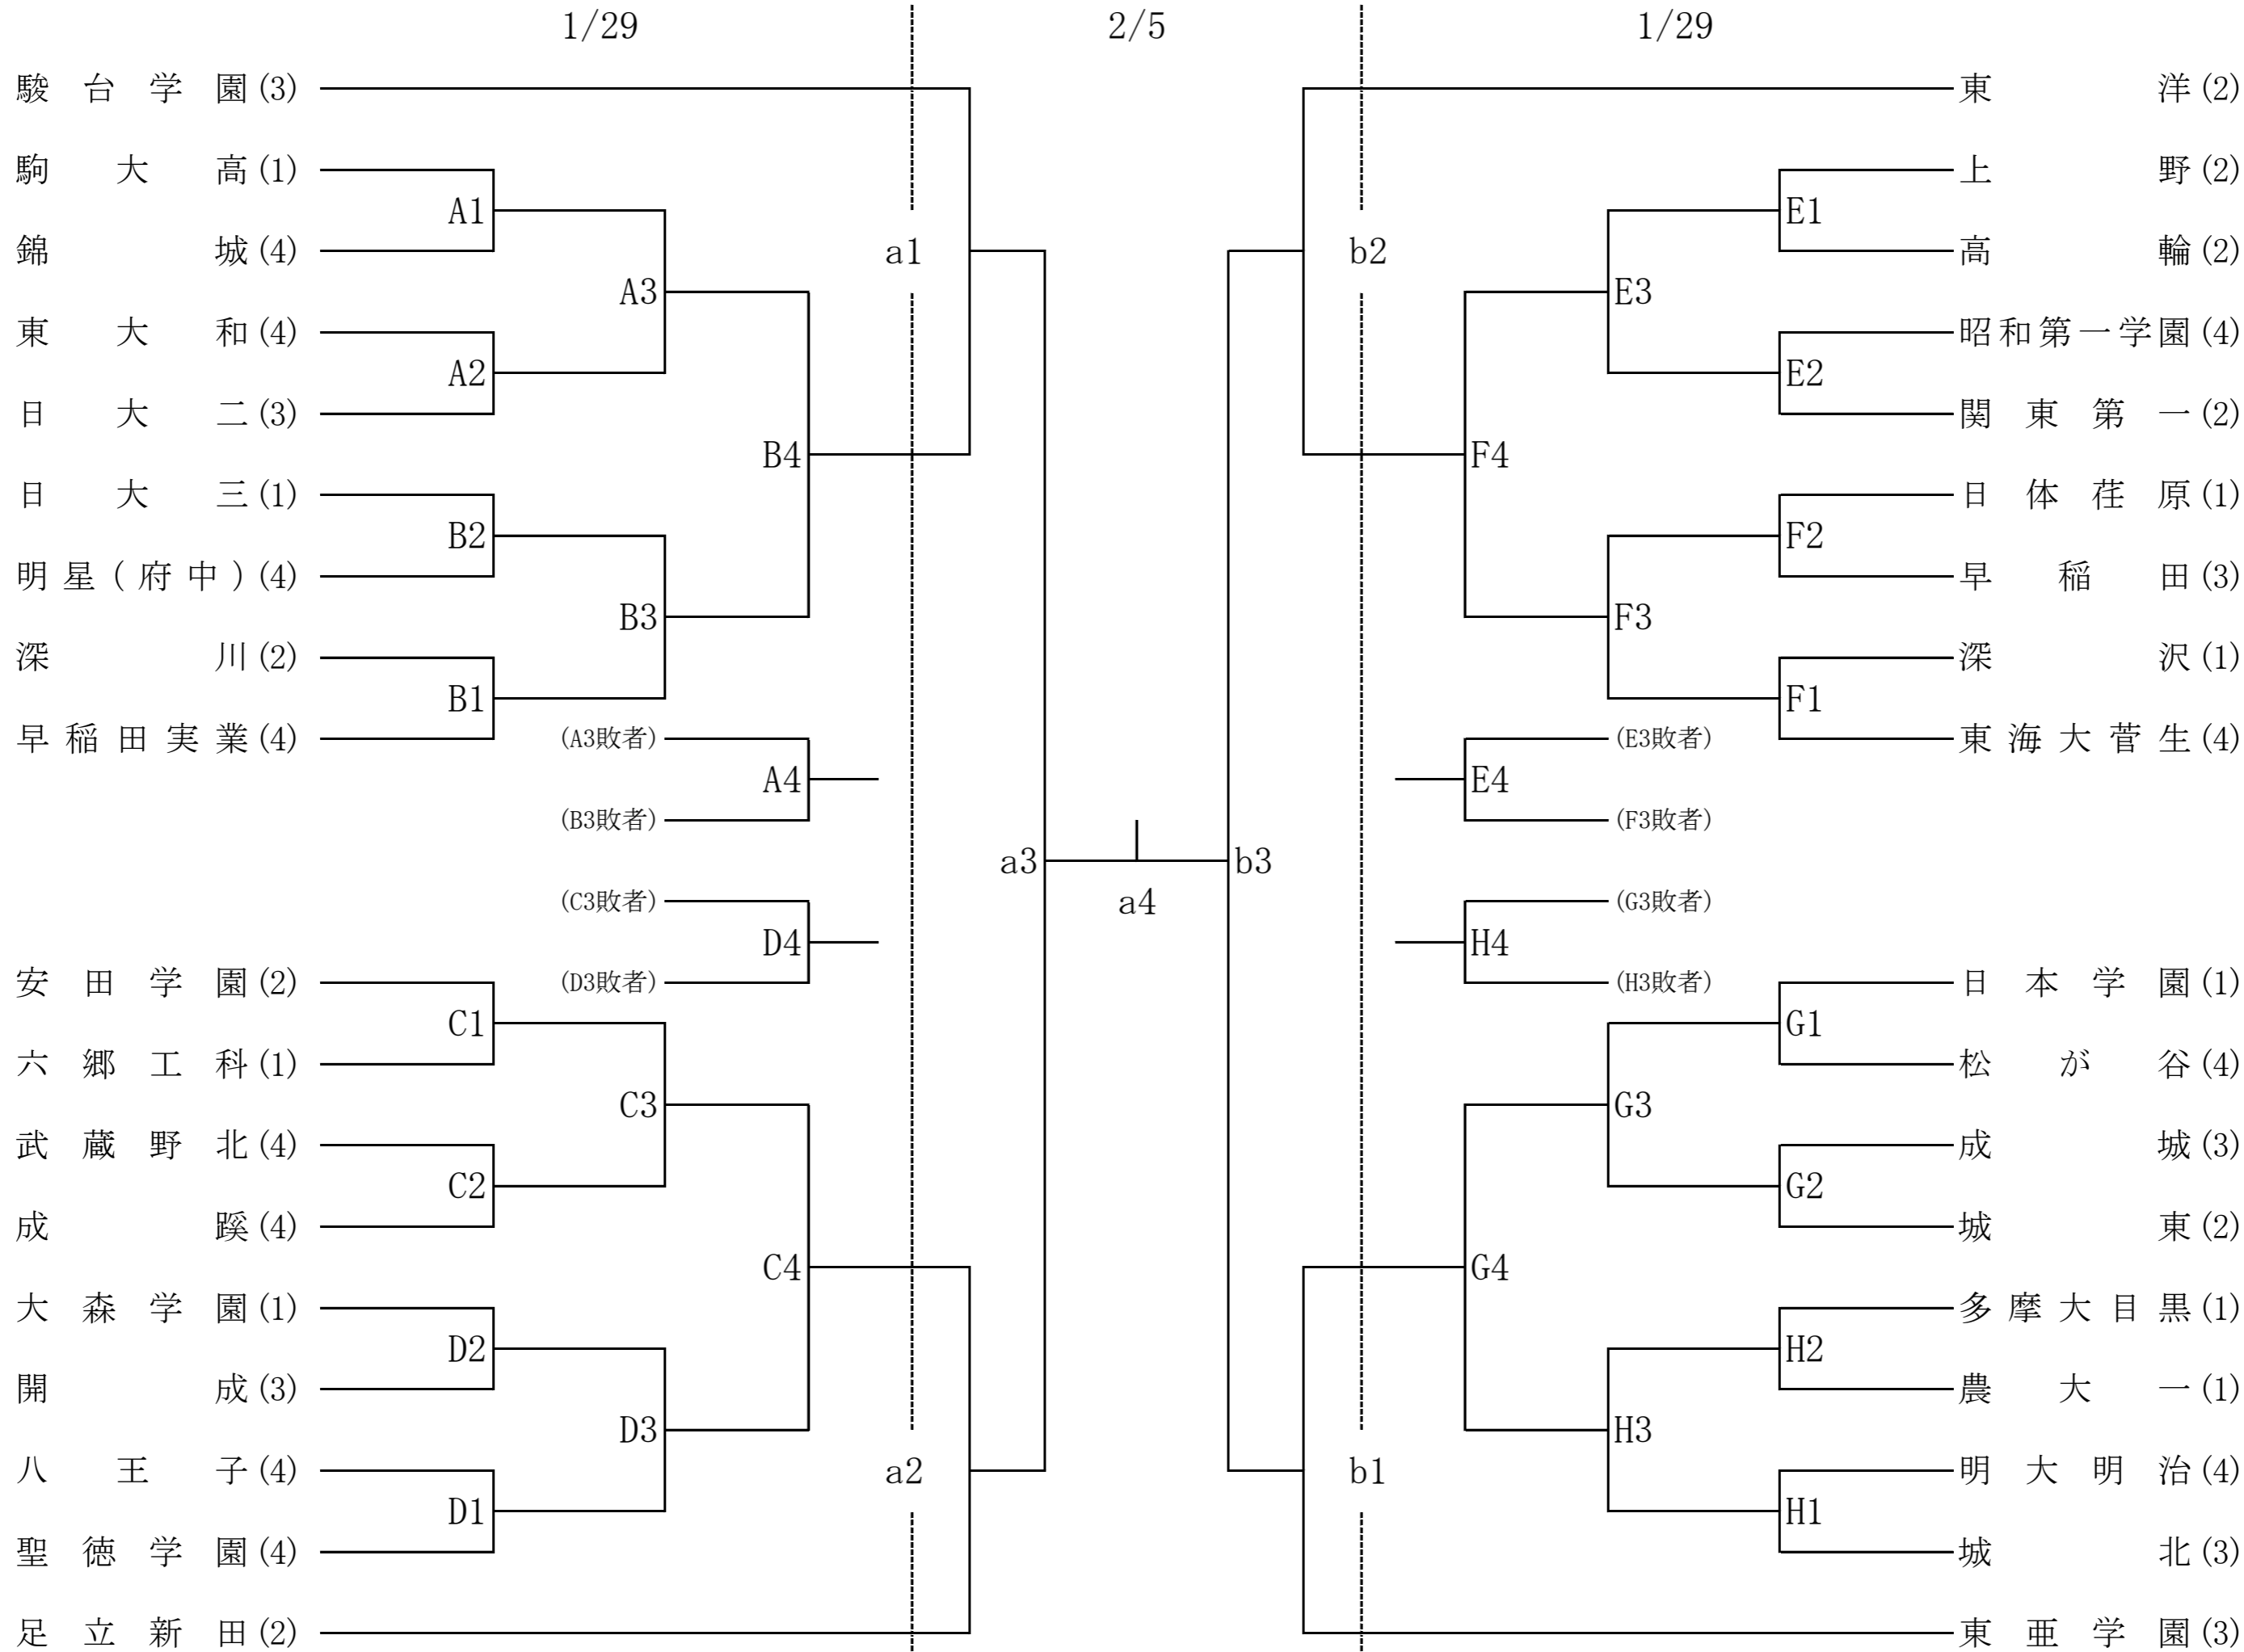 1/29 2/5 1/29
駿台学園(3) 東洋(2)
駒大高(1) 上野(2)
A1 E1
錦城(4) a1 b2 高輪(2)
A3 E3
東大和(4) 昭和第一学園(4)
A2 E2
日大二(3) 関東第一(2)
B4 F4
日大三(1) 日体荏原(1)
B2 F2
明星(府中)(4) 早稲田(3)
B3 F3
深川(2) 深沢(1)
B1 F1
早稲田実業(4) (A3敗者) (E3敗者) 東海大菅生(4)
A4 E4
(B3敗者) (F3敗者)
a3 b3
(C3敗者) a4 (G3敗者)
D4 H4
安田学園(2) (D3敗者) (H3敗者) 日本学園(1)
C1 G1
六郷工科(1) 松が谷(4)
C3 G3
武蔵野北(4) 成城(3)
C2 G2
成蹊(4) 城東(2)
C4 G4
大森学園(1) 多摩大目黒(1)
D2 H2
開成(3) 農大一(1)
D3 H3
八王子(4) a2 b1 明大明治(4)
D1 H1
聖徳学園(4) 城北(3)
足立新田(2) 東亜学園(3)